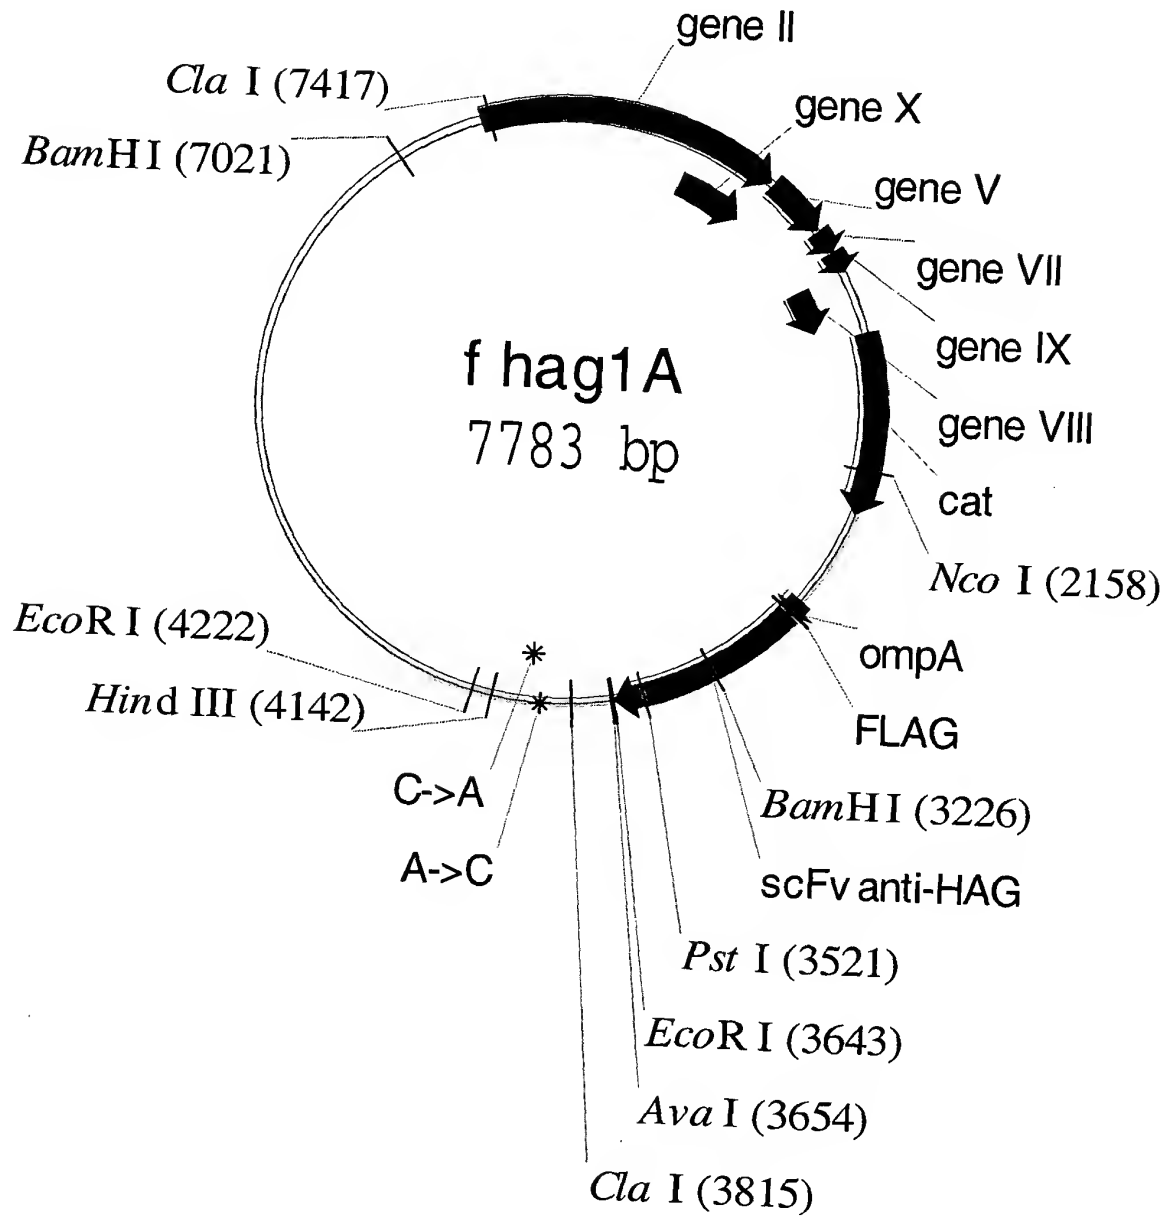 gene II
Cla I (7417)
gene X
BamH I (7021)
gene V
gene VII
gene IX
f hag1A
7783 bp
gene VIII
cat
Nco I (2158)
EcoR I (4222)
ompA
Hind III (4142)
FLAG
C->A
BamH I (3226)
A->C
scFv anti-HAG
Pst I (3521)
EcoR I (3643)
Ava I (3654)
Cla I (3815)